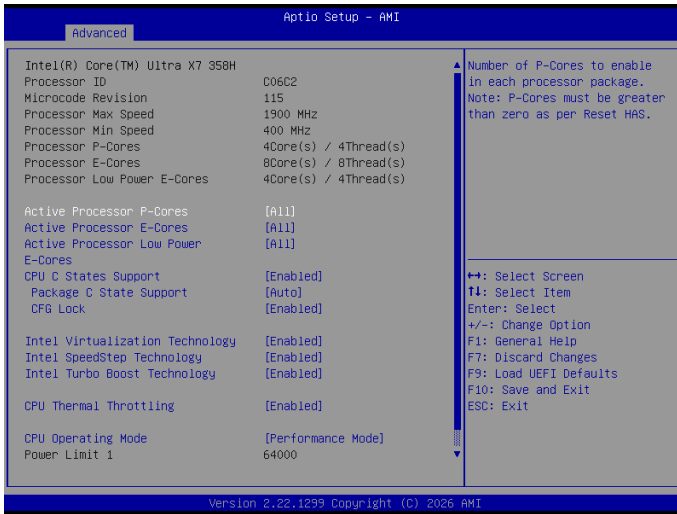 Aptio Setup – AMI
Advanced
Intel(R) Core(TM) Ultra X7 358H
Processor ID C06C2
Microcode Revision 115
Processor Max Speed 1900 MHz
Processor Min Speed 400 MHz
Processor P-Cores 4Core(s) / 4Thread(s)
Processor E-Cores 8Core(s) / 8Thread(s)
Processor Low Power E-Cores 4Core(s) / 4Thread(s)
Active Processor P-Cores [All]
Active Processor E-Cores [All]
Active Processor Low Power [All]
E-Cores
CPU C States Support [Enabled]
Package C State Support [Auto]
CFG Lock [Enabled]
Intel Virtualization Technology [Enabled]
Intel SpeedStep Technology [Enabled]
Intel Turbo Boost Technology [Enabled]
CPU Thermal Throttling [Enabled]
CPU Operating Mode [Performance Mode]
Power Limit 1 64000
Number of P-Cores to enable
in each processor package.
Note: P-Cores must be greater
than zero as per Reset HAS.
↔: Select Screen
↑↓: Select Item
Enter: Select
+/-: Change Option
F1: General Help
F7: Discard Changes
F9: Load UEFI Defaults
F10: Save and Exit
ESC: Exit
Version 2.22.1299 Copyright (C) 2026 AMI